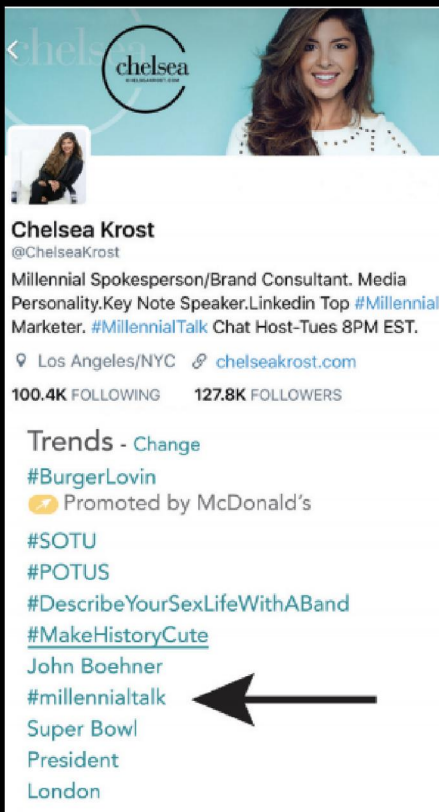 chelsea
chelsea
CHELSEAKROST.COM
Chelsea Krost
@ChelseaKrost
Millennial Spokesperson/Brand Consultant. Media
Personality.Key Note Speaker.Linkedin Top #Millennial
Marketer. #MillennialTalk Chat Host-Tues 8PM EST.
Los Angeles/NYC chelseakrost.com
100.4K FOLLOWING 127.8K FOLLOWERS
Trends - Change
#BurgerLovin
Promoted by McDonald's
#SOTU
#POTUS
#DescribeYourSexLifeWithABand
#MakeHistoryCute
John Boehner
#millennialtalk
Super Bowl
President
London